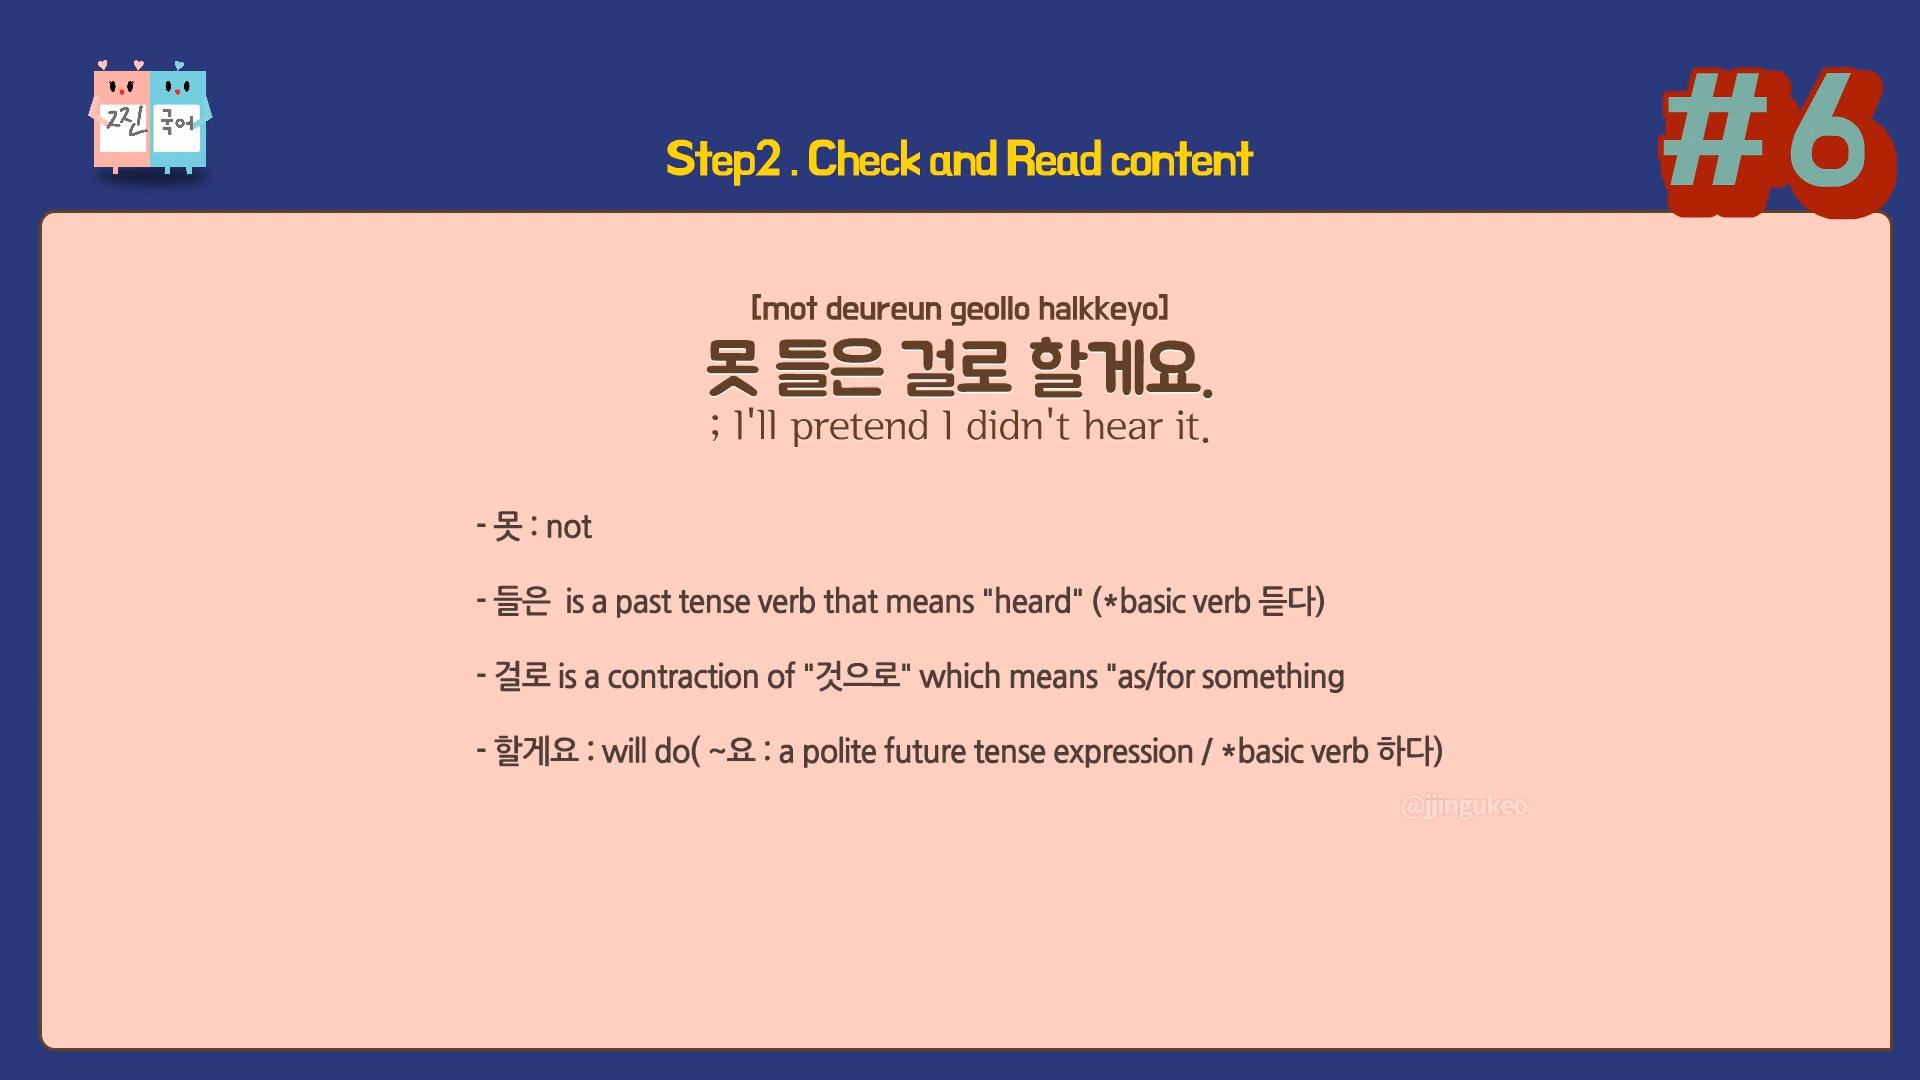 2진 국어
#6
Step2 . Check and Read content
[mot deureun geollo halkkeyo]
못 들은 걸로 할게요.
; I'll pretend I didn't hear it.
- 못 : not
- 들은 is a past tense verb that means "heard" (*basic verb 듣다)
- 걸로 is a contraction of "것으로" which means "as/for something
- 할게요 : will do( ~요 : a polite future tense expression / *basic verb 하다)
@jjingukeo